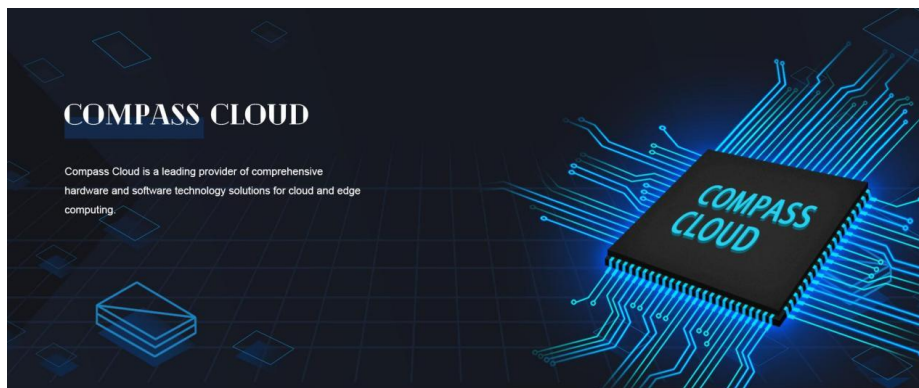 COMPASS CLOUD
Compass Cloud is a leading provider of comprehensive
hardware and software technology solutions for cloud and edge
computing.
COMPASS
CLOUD